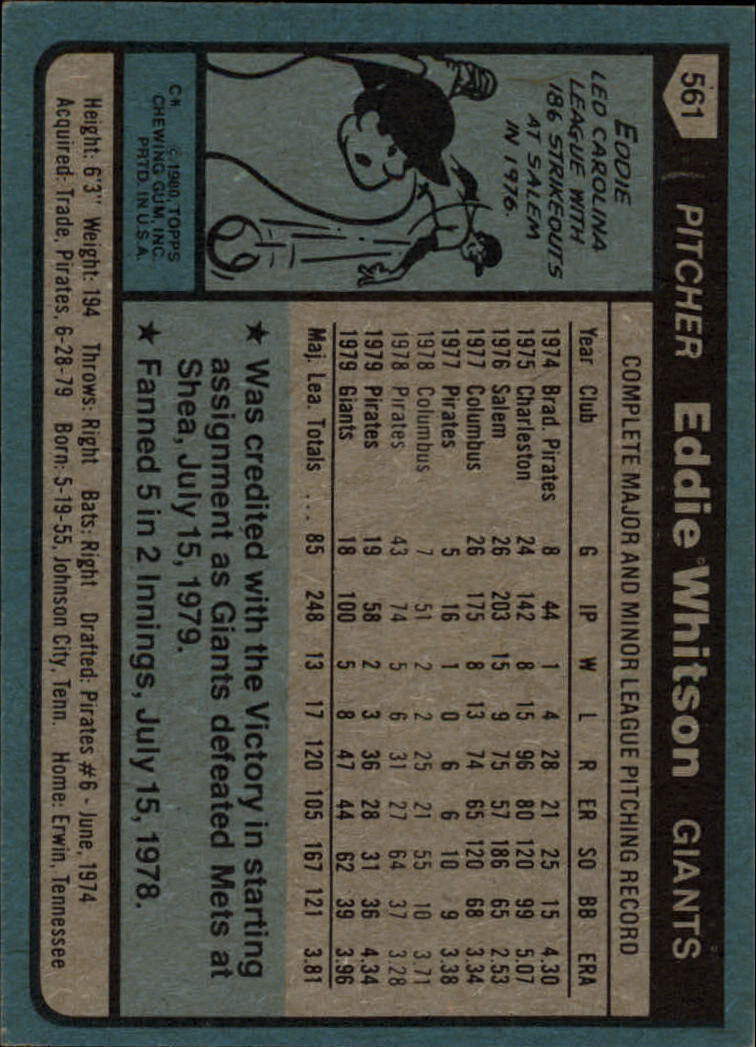 561
PITCHER Eddie Whitson GIANTS
EDDIE
LED CAROLINA
LEAGUE WITH
186 STRIKEOUTS
AT SALEM
IN 1976.
C* © 1980, TOPPS
CHEWING GUM, INC.
PRTD. IN U.S.A.
COMPLETE MAJOR AND MINOR LEAGUE PITCHING RECORD
Year Club G IP W L R ER SO BB ERA
1974 Brad. Pirates 8 44 1 4 28 21 25 15 4.30
1975 Charleston 24 142 8 15 96 80 120 99 5.07
1976 Salem 26 203 15 9 75 57 186 65 2.53
1977 Columbus 26 175 8 13 74 65 120 68 3.34
1977 Pirates 5 16 1 0 6 6 10 9 3.38
1978 Columbus 7 51 2 2 25 21 55 10 3.71
1978 Pirates 43 74 5 6 31 27 64 37 3.28
1979 Pirates 19 58 2 3 36 28 31 36 4.34
1979 Giants 18 100 5 8 47 44 62 39 3.96
Maj. Lea. Totals ... 85 248 13 17 120 105 167 121 3.81
★ Was credited with the Victory in starting
assignment as Giants defeated Mets at
Shea, July 15, 1979.
★ Fanned 5 in 2 Innings, July 15, 1978.
Height: 6'3" Weight: 194 Throws: Right Bats: Right Drafted: Pirates #6 - June, 1974
Acquired: Trade, Pirates, 6-28-79 Born: 5-19-55, Johnson City, Tenn. Home: Erwin, Tennessee